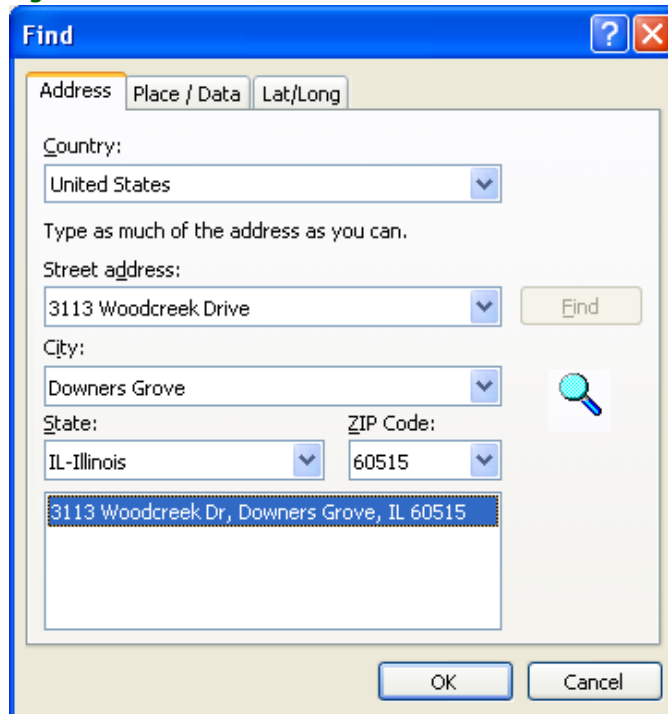 Find
Address Place / Data Lat/Long
Country:
United States
Type as much of the address as you can.
Street address:
3113 Woodcreek Drive
Find
City:
Downers Grove
State: ZIP Code:
IL-Illinois 60515
3113 Woodcreek Dr, Downers Grove, IL 60515
OK Cancel